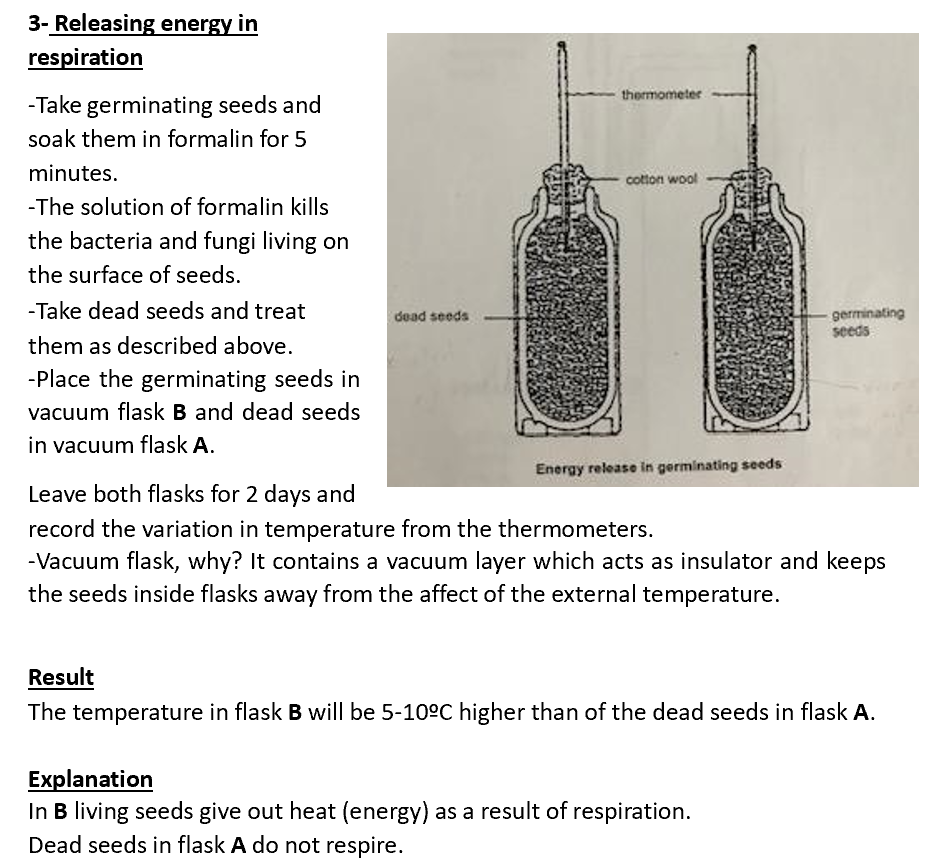 3- Releasing energy in
respiration
-Take germinating seeds and
soak them in formalin for 5
minutes.
-The solution of formalin kills
the bacteria and fungi living on
the surface of seeds.
-Take dead seeds and treat
them as described above.
-Place the germinating seeds in
vacuum flask B and dead seeds
in vacuum flask A.
thermometer
cotton wool
dead seeds
germinating
seeds
Energy release in germinating seeds
Leave both flasks for 2 days and
record the variation in temperature from the thermometers.
-Vacuum flask, why? It contains a vacuum layer which acts as insulator and keeps
the seeds inside flasks away from the affect of the external temperature.
Result
The temperature in flask B will be 5-10ºC higher than of the dead seeds in flask A.
Explanation
In B living seeds give out heat (energy) as a result of respiration.
Dead seeds in flask A do not respire.